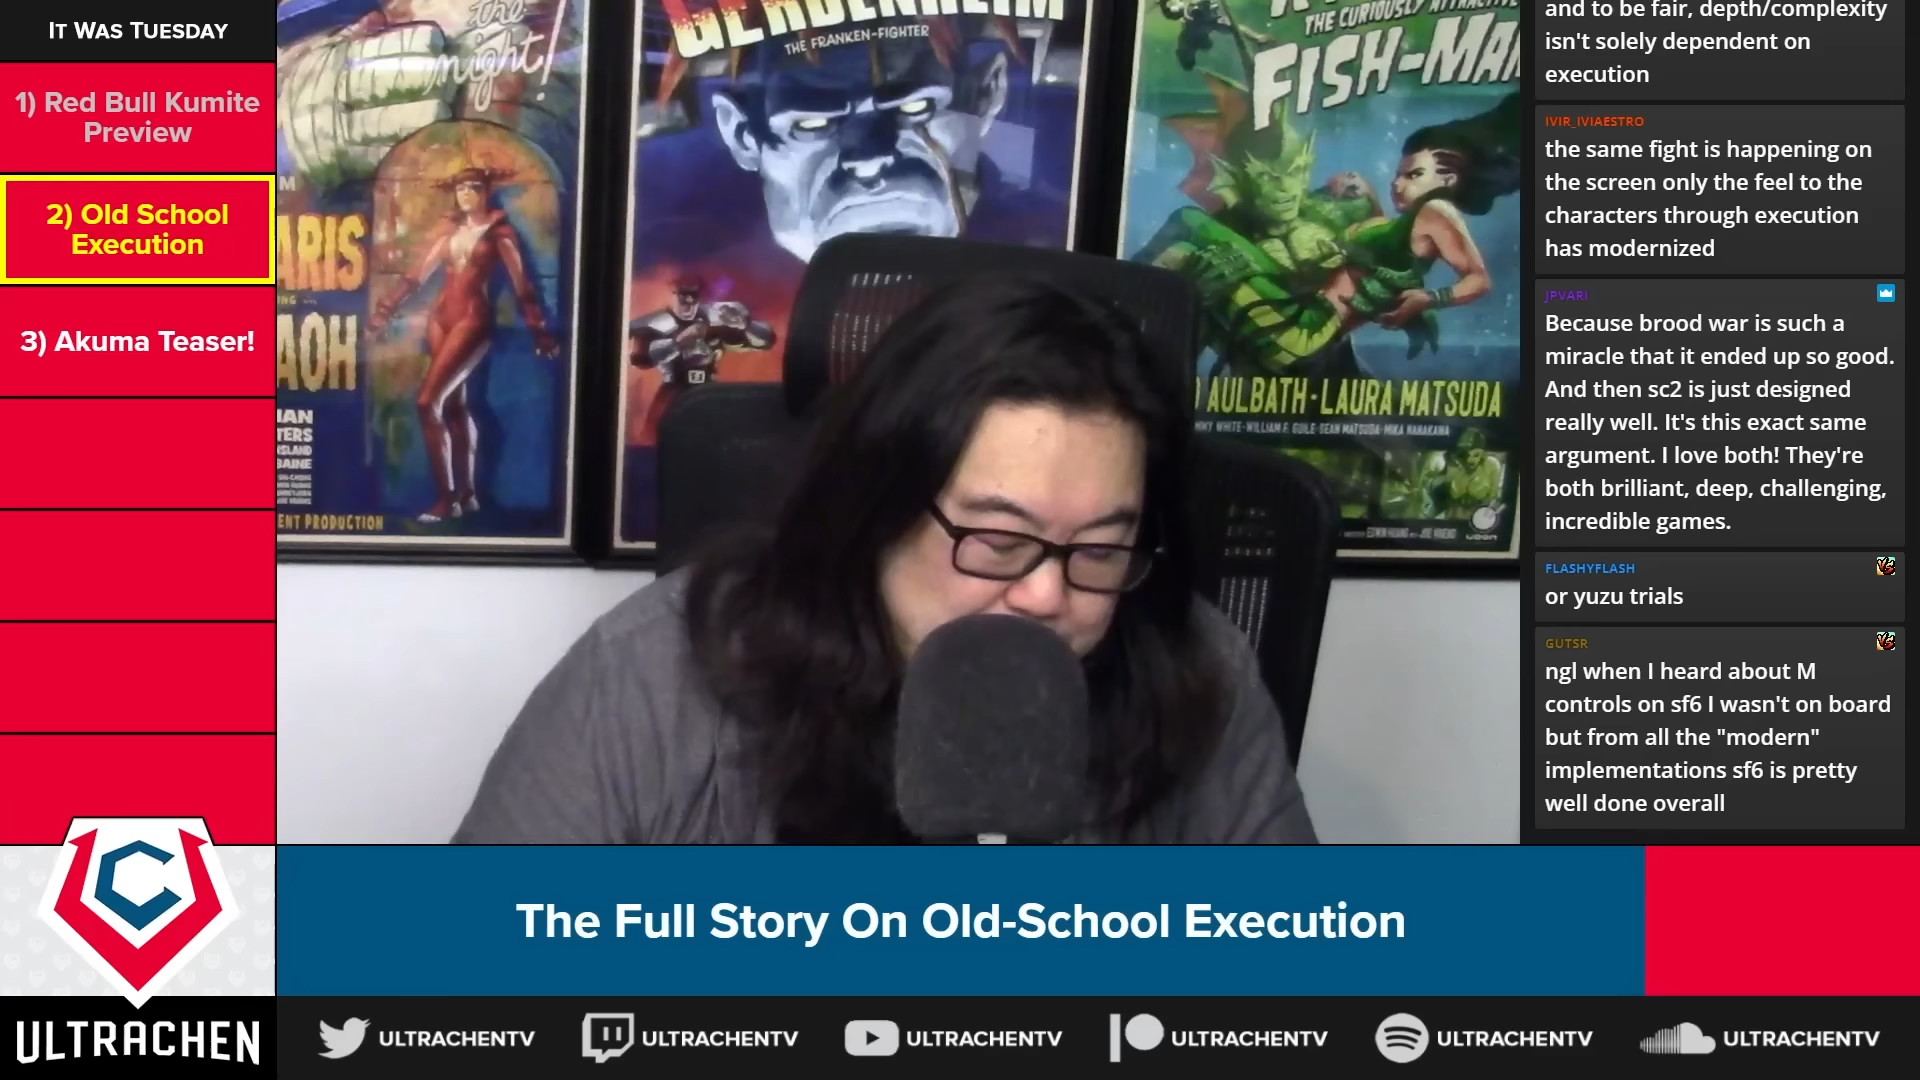 IT WAS TUESDAY
1) Red Bull Kumite
Preview
2) Old School
Execution
3) Akuma Teaser!
the
night!
M
ARIS
AOH
ENT PRODUCTION
GERDENHEIM
THE FRANKEN-FIGHTER
THE CURIOUSLY ATTRACTIVE
FISH-MAN
AULBATH · LAURA MATSUDA
and to be fair, depth/complexity
isn't solely dependent on
execution
IVIR_IVIAESTRO
the same fight is happening on
the screen only the feel to the
characters through execution
has modernized
JPVARI
Because brood war is such a
miracle that it ended up so good.
And then sc2 is just designed
really well. It's this exact same
argument. I love both! They're
both brilliant, deep, challenging,
incredible games.
FLASHYFLASH
or yuzu trials
GUTSR
ngl when I heard about M
controls on sf6 I wasn't on board
but from all the "modern"
implementations sf6 is pretty
well done overall
The Full Story On Old-School Execution
ULTRACHEN
ULTRACHENTV
ULTRACHENTV
ULTRACHENTV
ULTRACHENTV
ULTRACHENTV
ULTRACHENTV